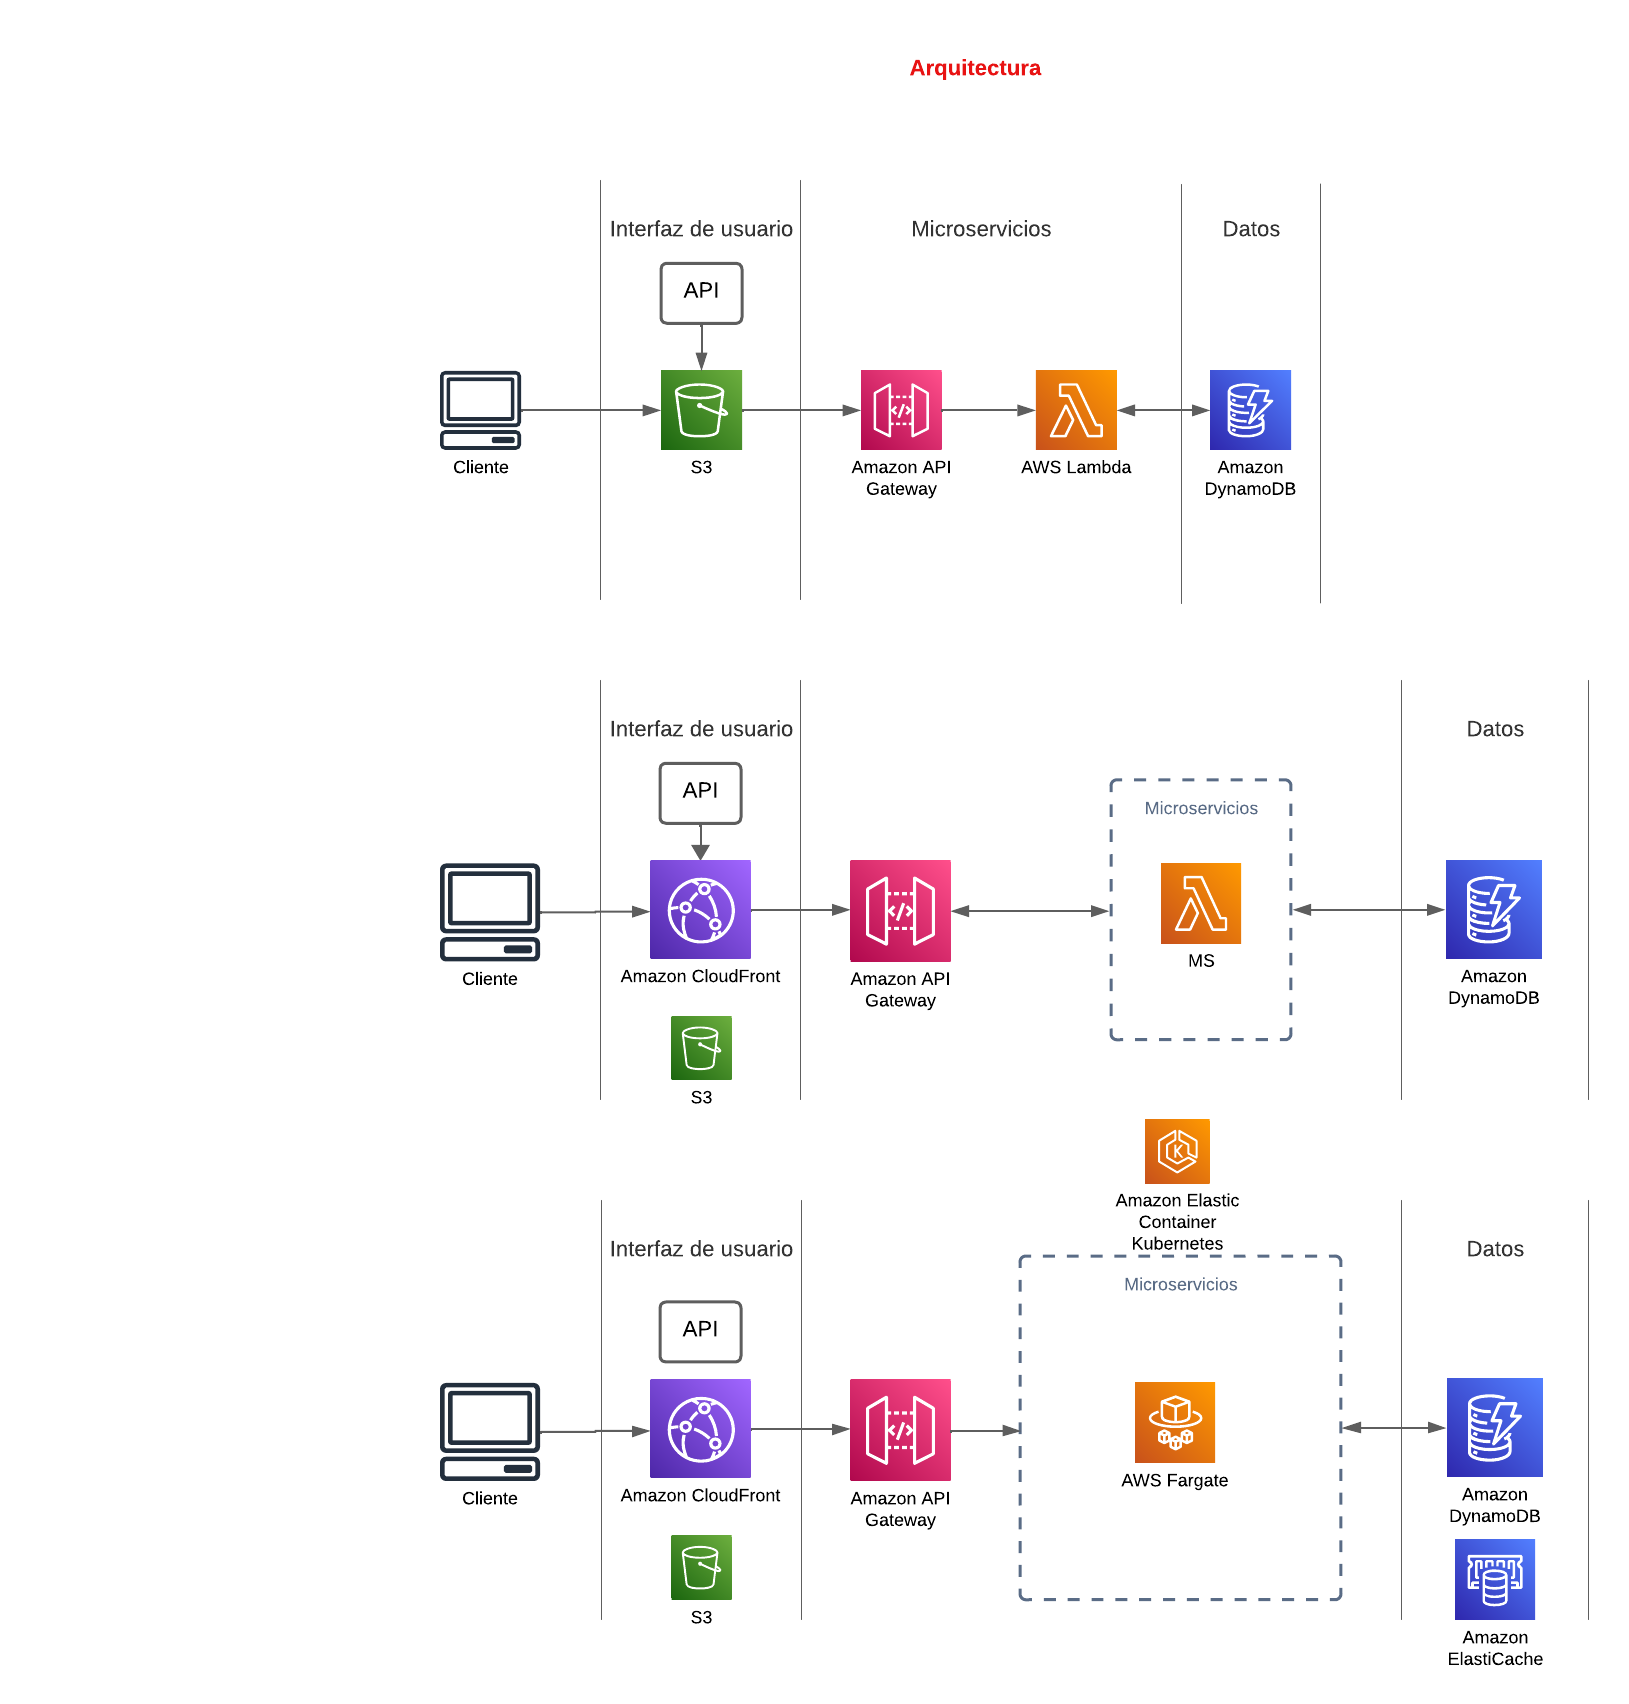 Arquitectura
Interfaz de usuario
Microservicios
Datos
API
Cliente
S3
Amazon API
Gateway
AWS Lambda
Amazon
DynamoDB
Interfaz de usuario
Datos
API
Microservicios
Cliente
Amazon CloudFront
Amazon API
Gateway
MS
Amazon
DynamoDB
S3
Amazon Elastic
Container
Kubernetes
Interfaz de usuario
Datos
Microservicios
API
Cliente
Amazon CloudFront
Amazon API
Gateway
AWS Fargate
Amazon
DynamoDB
S3
Amazon
ElastiCache